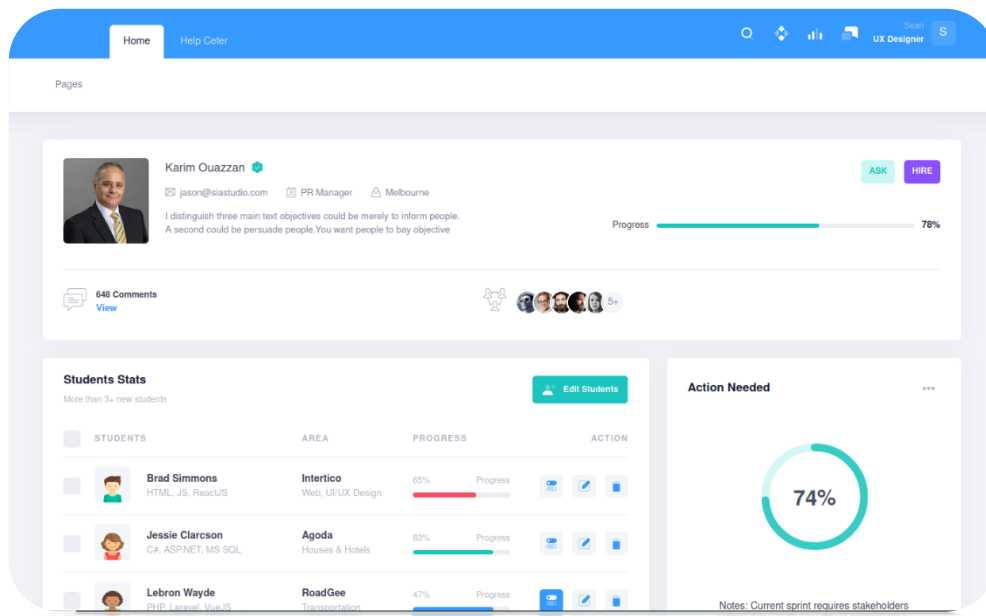 Home
Help Ceter
Sean
UX Designer
S
Pages
Karim Ouazzan
jason@siastudio.com
PR Manager
Melbourne
I distinguish three main text objectives could be merely to inform people.
A second could be persuade people.You want people to bay objective
ASK
HIRE
Progress
78%
648 Comments
View
5+
Students Stats
More than 3+ new students
Edit Students
STUDENTS
AREA
PROGRESS
ACTION
Brad Simmons
HTML, JS, ReactJS
Intertico
Web, UI/UX Design
65%
Progress
Jessie Clarcson
C#, ASP.NET, MS SQL
Agoda
Houses & Hotels
83%
Progress
Lebron Wayde
PHP, Laravel, VueJS
RoadGee
Transportation
47%
Progress
Action Needed
74%
Notes: Current sprint requires stakeholders